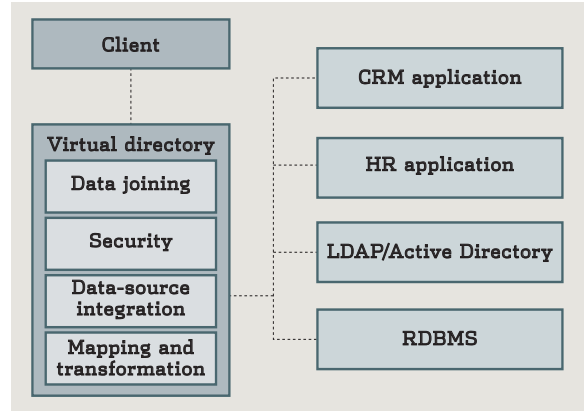 Client
Virtual directory
Data joining
Security
Data-source
integration
Mapping and
transformation
CRM application
HR application
LDAP/Active Directory
RDBMS